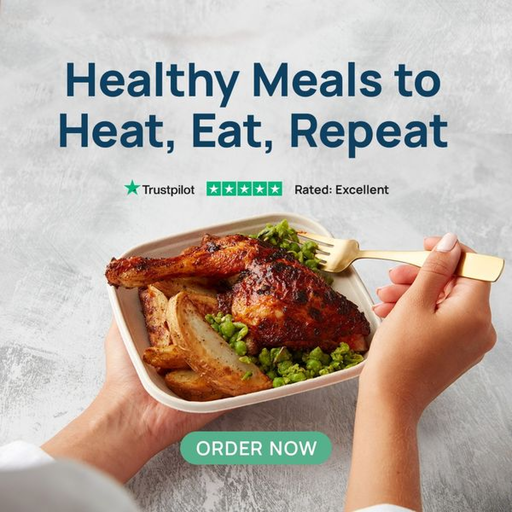 Healthy Meals to
Heat, Eat, Repeat
Trustpilot Rated: Excellent
ORDER NOW